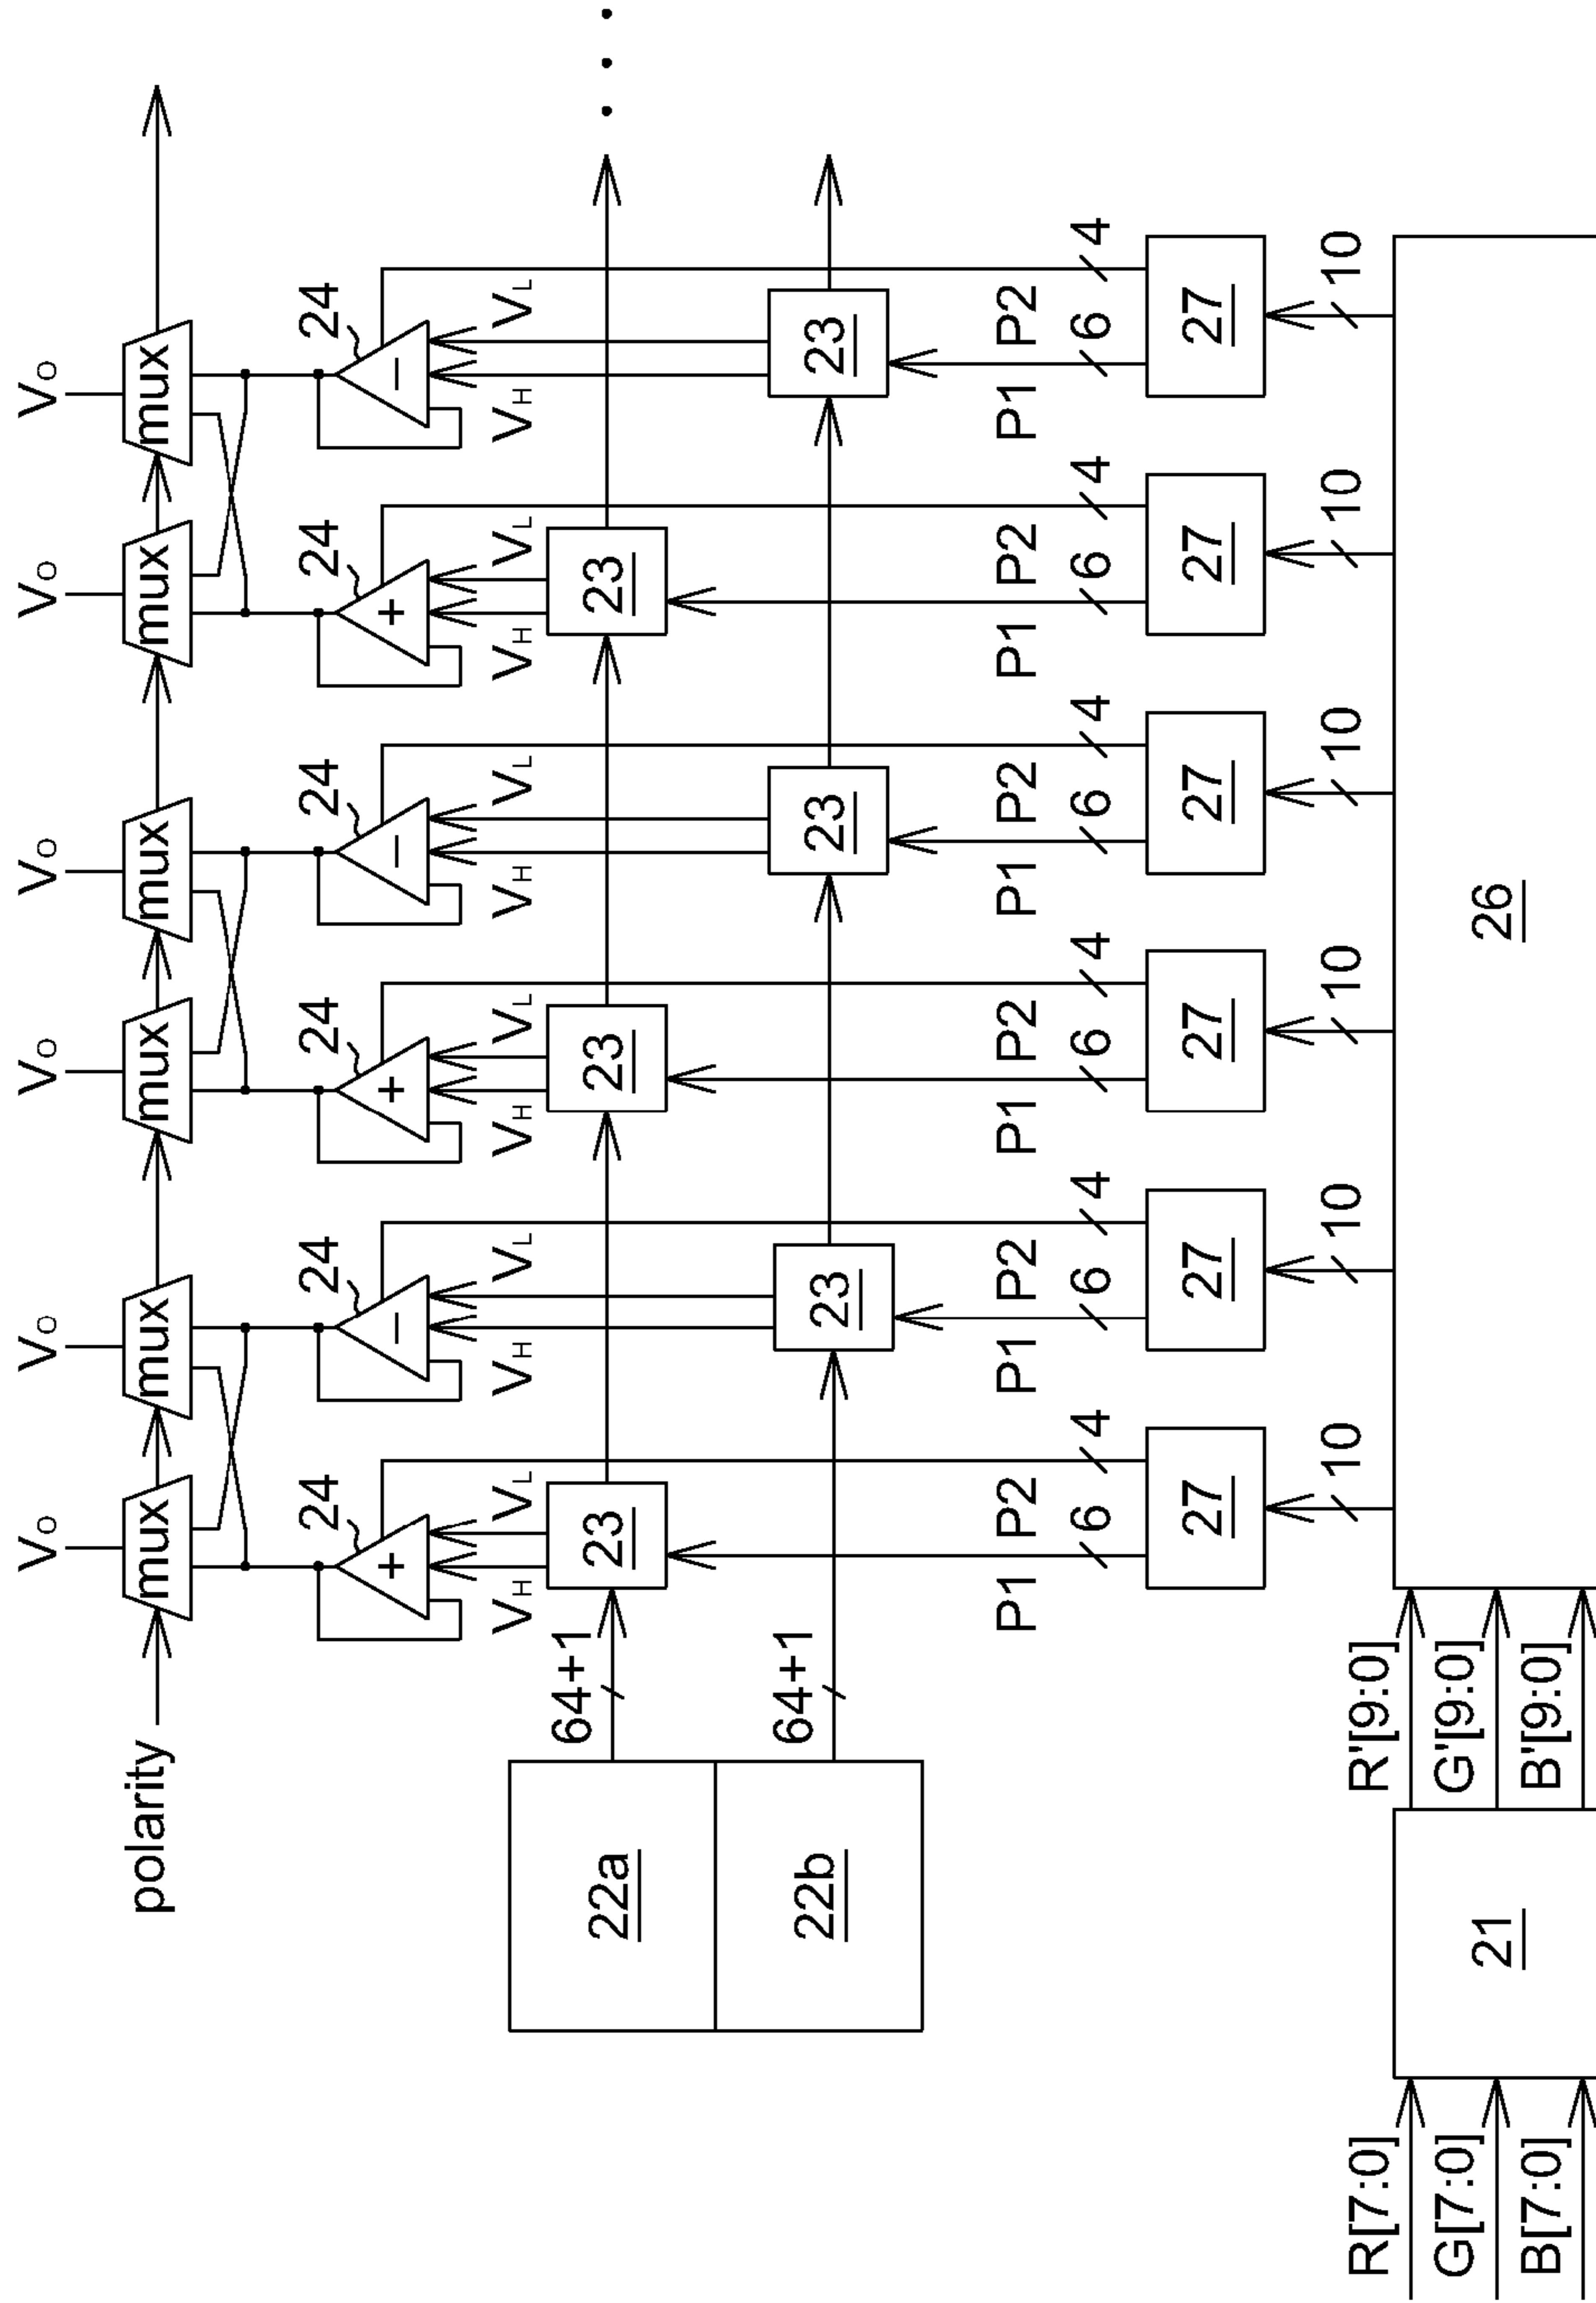 Vo Vo Vo Vo Vo Vo
polarity mux mux mux mux mux mux
24 24 24 24 24 24
+ − + − + −
VH VL VH VL VH VL VH VL VH VL VH VL
64+1
22a 23 23 23
64+1
22b 23 23 23
P1 P2 P1 P2 P1 P2 P1 P2 P1 P2 P1 P2
6 4 6 4 6 4 6 4 6 4 6 4
27 27 27 27 27 27
10 10 10 10 10 10
R[7:0] R'[9:0]
G[7:0] 21 G'[9:0] 26
B[7:0] B'[9:0]